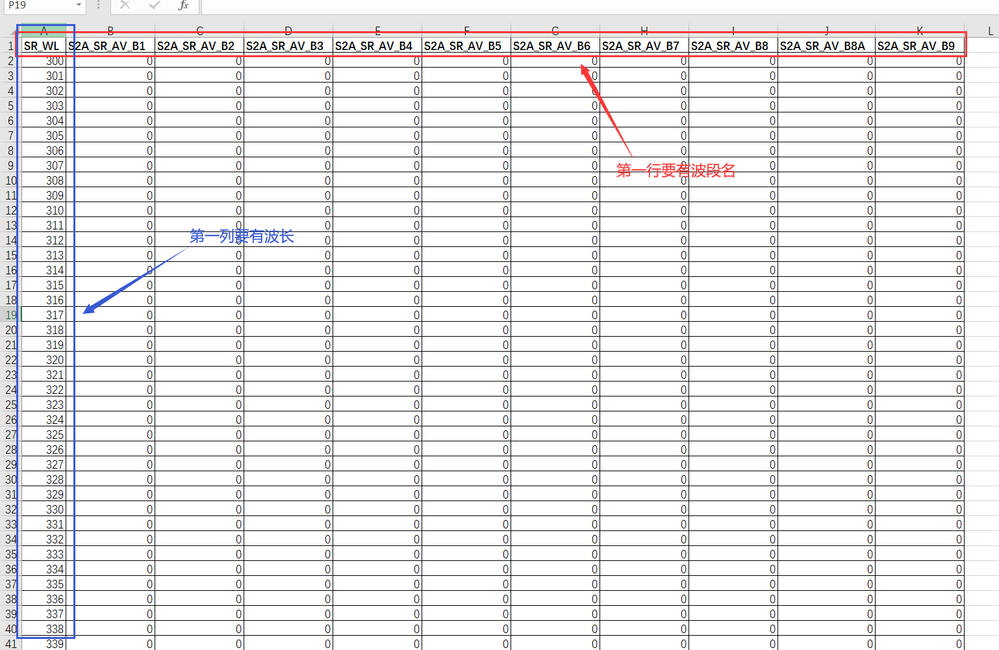 P19 fx
A B C D E F G H I J K L
1 SR_WL S2A_SR_AV_B1 S2A_SR_AV_B2 S2A_SR_AV_B3 S2A_SR_AV_B4 S2A_SR_AV_B5 S2A_SR_AV_B6 S2A_SR_AV_B7 S2A_SR_AV_B8 S2A_SR_AV_B8A S2A_SR_AV_B9
2 300 0 0 0 0 0 0 0 0 0 0
3 301 0 0 0 0 0 0 0 0 0 0
4 302 0 0 0 0 0 0 0 0 0 0
5 303 0 0 0 0 0 0 0 0 0 0
6 304 0 0 0 0 0 0 0 0 0 0
7 305 0 0 0 0 0 0 0 0 0 0
8 306 0 0 0 0 0 0 0 0 0 0
9 307 0 0 0 0 0 0 0 0 0 0
第一行要有波段名
10 308 0 0 0 0 0 0 0 0 0 0
11 309 0 0 0 0 0 0 0 0 0 0
12 310 0 0 0 0 0 0 0 0 0 0
13 311 0 0 0 0 0 0 0 0 0 0
第一列要有波长
14 312 0 0 0 0 0 0 0 0 0 0
15 313 0 0 0 0 0 0 0 0 0 0
16 314 0 0 0 0 0 0 0 0 0 0
17 315 0 0 0 0 0 0 0 0 0 0
18 316 0 0 0 0 0 0 0 0 0 0
19 317 0 0 0 0 0 0 0 0 0 0
20 318 0 0 0 0 0 0 0 0 0 0
21 319 0 0 0 0 0 0 0 0 0 0
22 320 0 0 0 0 0 0 0 0 0 0
23 321 0 0 0 0 0 0 0 0 0 0
24 322 0 0 0 0 0 0 0 0 0 0
25 323 0 0 0 0 0 0 0 0 0 0
26 324 0 0 0 0 0 0 0 0 0 0
27 325 0 0 0 0 0 0 0 0 0 0
28 326 0 0 0 0 0 0 0 0 0 0
29 327 0 0 0 0 0 0 0 0 0 0
30 328 0 0 0 0 0 0 0 0 0 0
31 329 0 0 0 0 0 0 0 0 0 0
32 330 0 0 0 0 0 0 0 0 0 0
33 331 0 0 0 0 0 0 0 0 0 0
34 332 0 0 0 0 0 0 0 0 0 0
35 333 0 0 0 0 0 0 0 0 0 0
36 334 0 0 0 0 0 0 0 0 0 0
37 335 0 0 0 0 0 0 0 0 0 0
38 336 0 0 0 0 0 0 0 0 0 0
39 337 0 0 0 0 0 0 0 0 0 0
40 338 0 0 0 0 0 0 0 0 0 0
41 339 0 0 0 0 0 0 0 0 0 0